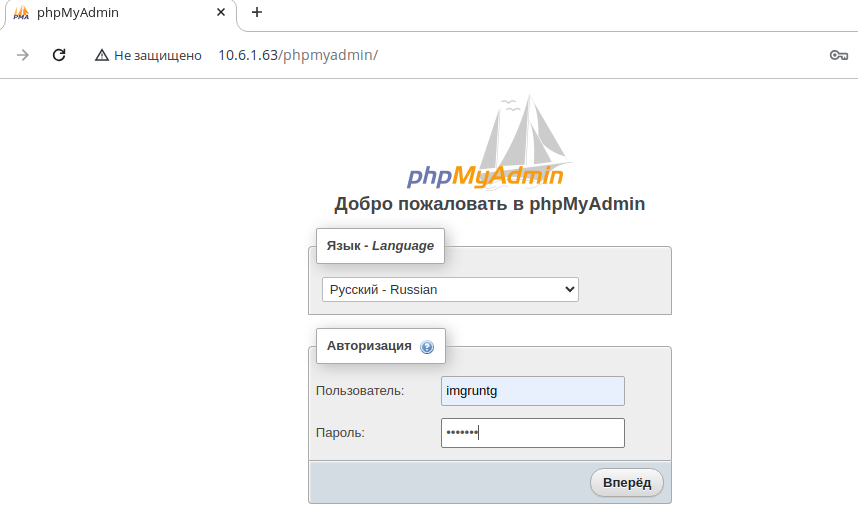 phpMyAdmin
Не защищено 10.6.1.63/phpmyadmin/
phpMyAdmin
Добро пожаловать в phpMyAdmin
Язык - Language
Русский - Russian
Авторизация
Пользователь: imgruntg
Пароль: •••••••
Вперёд